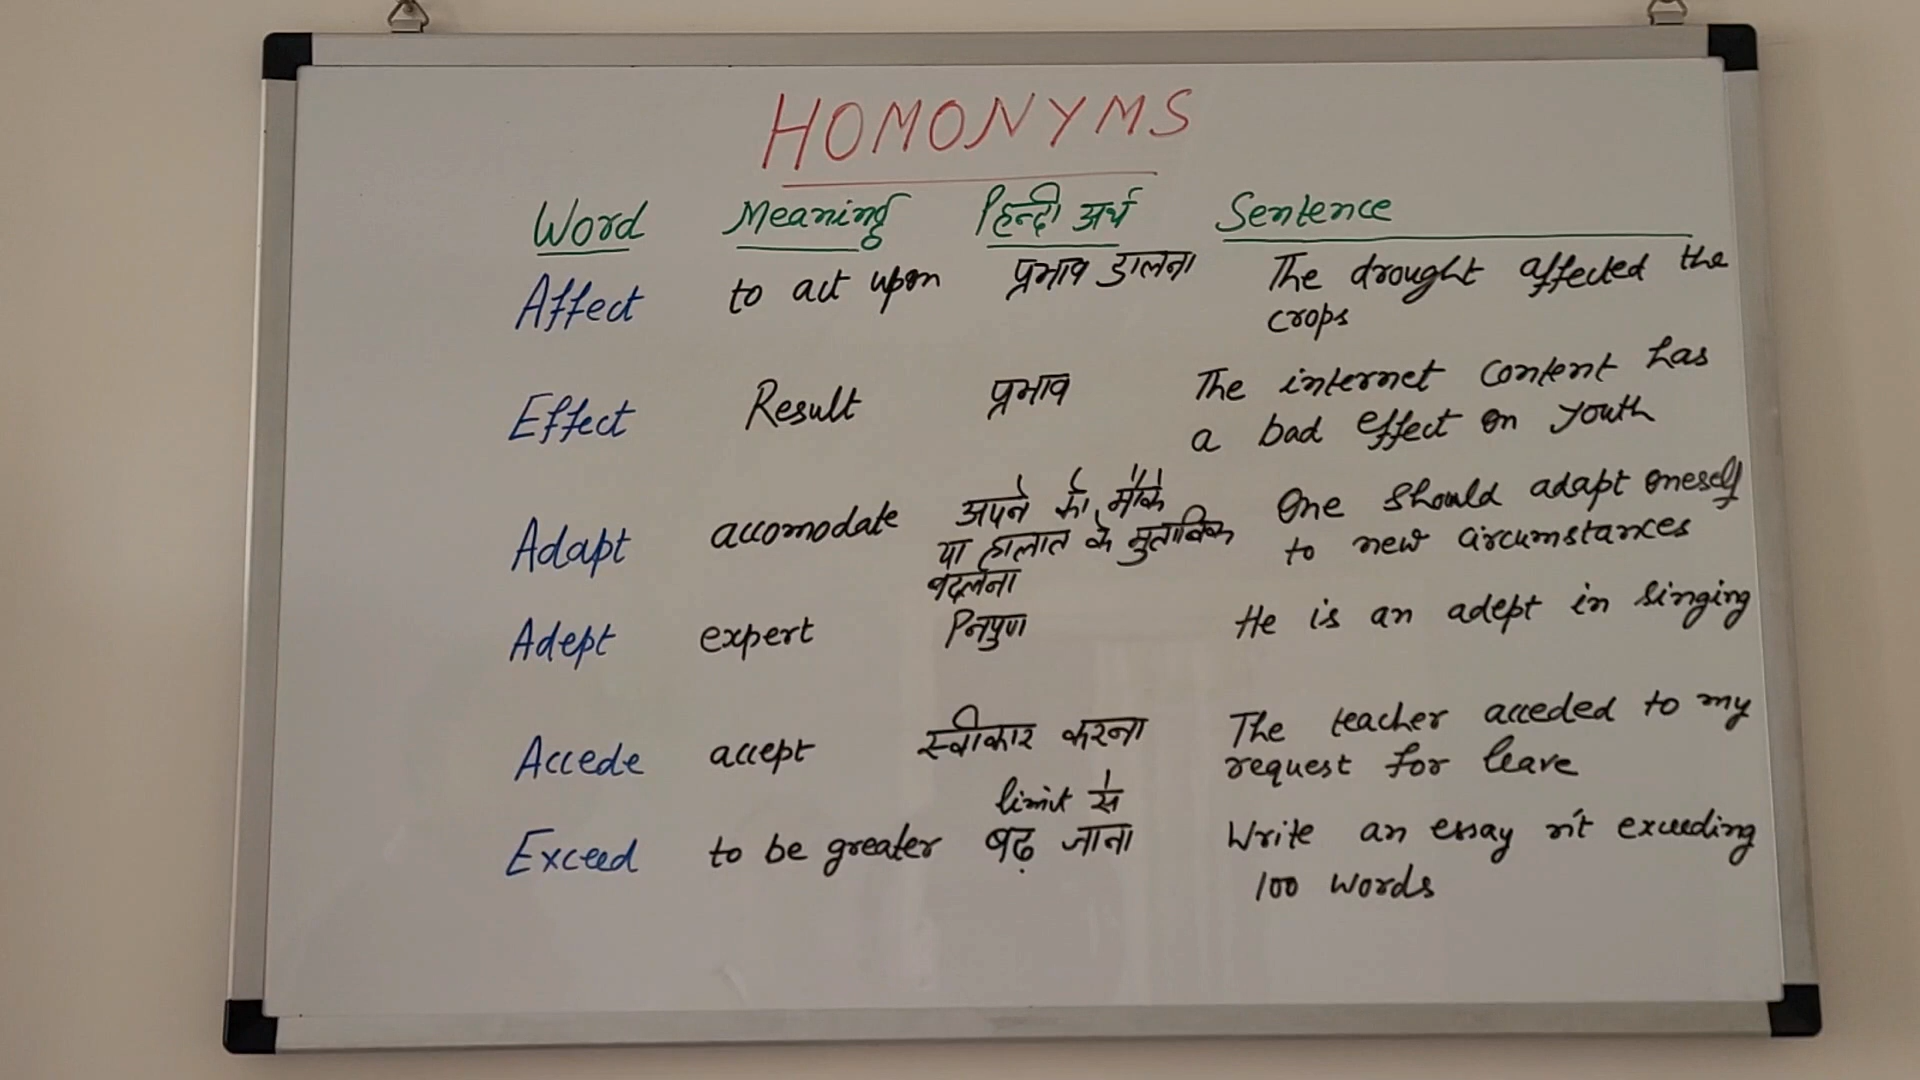 HOMONYMS
Word Meaning हिन्दी अर्थ Sentence
Affect to act upon प्रभाव डालना The drought affected the
crops
Effect Result प्रभाव The internet content has
a bad effect on youth
Adapt accomodate अपने को मौके One should adapt oneself
या हालात के मुताबिक to new circumstances
बदलना
Adept expert निपुण He is an adept in singing
Accede accept स्वीकार करना The teacher acceded to my
request for leave
limit से
Exceed to be greater बढ़ जाना Write an essay exceeding
100 words